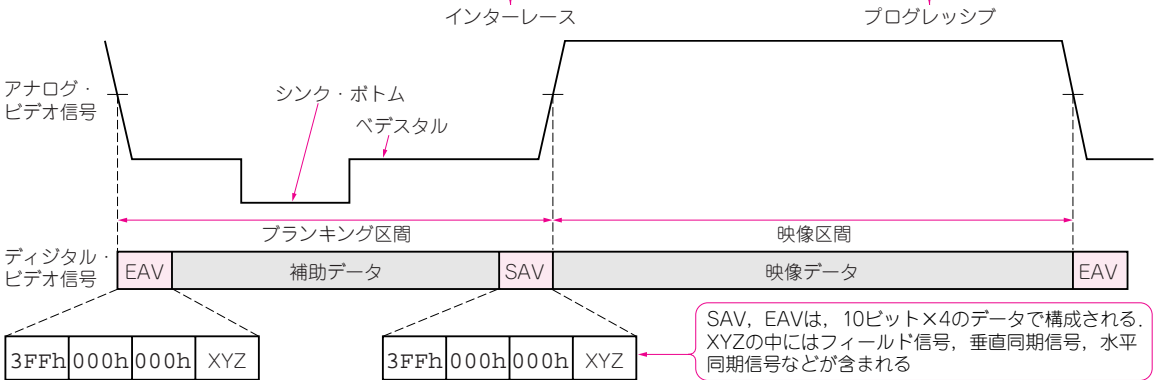 インターレース
プログレッシブ
アナログ・
ビデオ信号
シンク・ボトム
ペデスタル
ブランキング区間
映像区間
ディジタル・
ビデオ信号
EAV
補助データ
SAV
映像データ
EAV
3FFh 000h 000h XYZ
3FFh 000h 000h XYZ
SAV，EAVは，10ビット×4のデータで構成される．
XYZの中にはフィールド信号，垂直同期信号，水平
同期信号などが含まれる